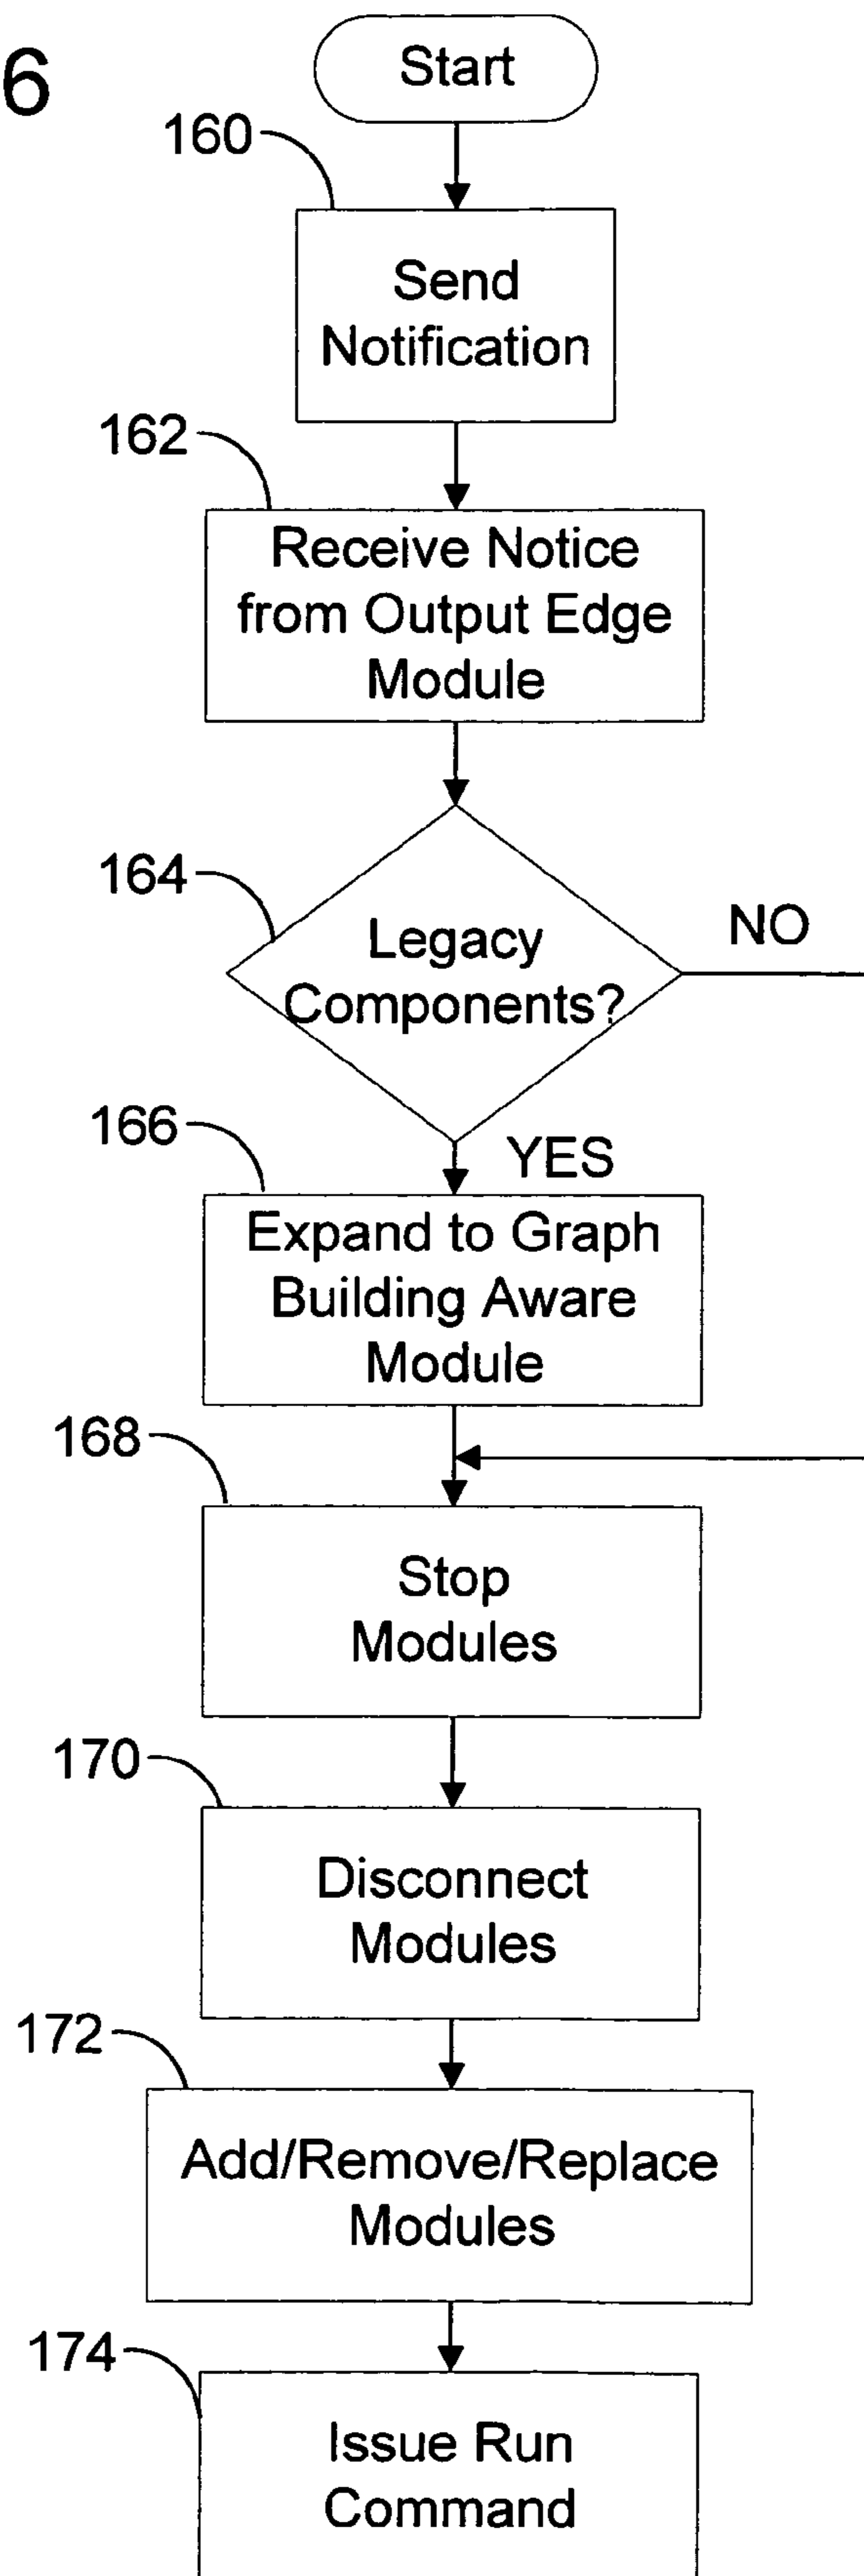 6
Start
160
Send
Notification
162
Receive Notice
from Output Edge
Module
164
Legacy
Components?
NO
YES
166
Expand to Graph
Building Aware
Module
168
Stop
Modules
170
Disconnect
Modules
172
Add/Remove/Replace
Modules
174
Issue Run
Command